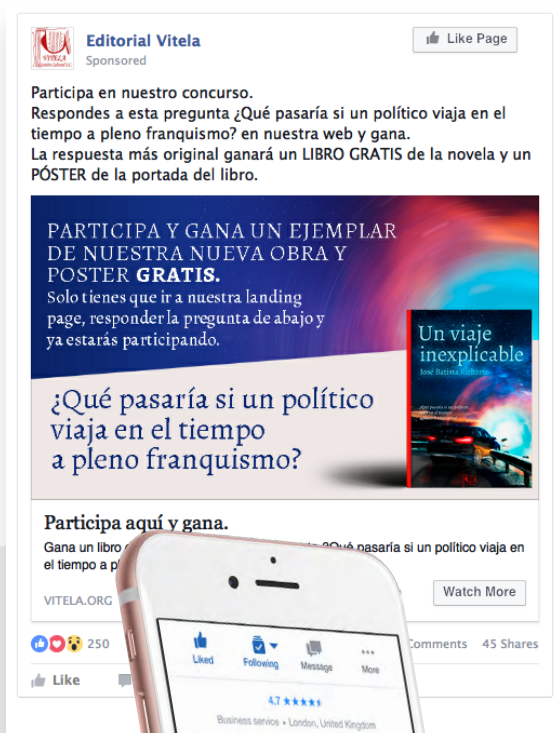 Editorial Vitela
Sponsored
Like Page
Participa en nuestro concurso.
Respondes a esta pregunta ¿Qué pasaría si un político viaja en el
tiempo a pleno franquismo? en nuestra web y gana.
La respuesta más original ganará un LIBRO GRATIS de la novela y un
PÓSTER de la portada del libro.
PARTICIPA Y GANA UN EJEMPLAR
DE NUESTRA NUEVA OBRA Y
POSTER GRATIS.
Solo tienes que ir a nuestra landing
page, responder la pregunta de abajo y
ya estarás participando.
Un viaje
inexplicable
José Batista
¿Qué pasaría si un político
viaja en el tiempo
a pleno franquismo?
Participa aquí y gana.
Gana un libro ¿Qué pasaría si un político viaja en
el tiempo a
VITELA.ORG
Watch More
250
Comments 45 Shares
Like
Liked
Following
Message
More
4.7
Business service • London, United Kingdom